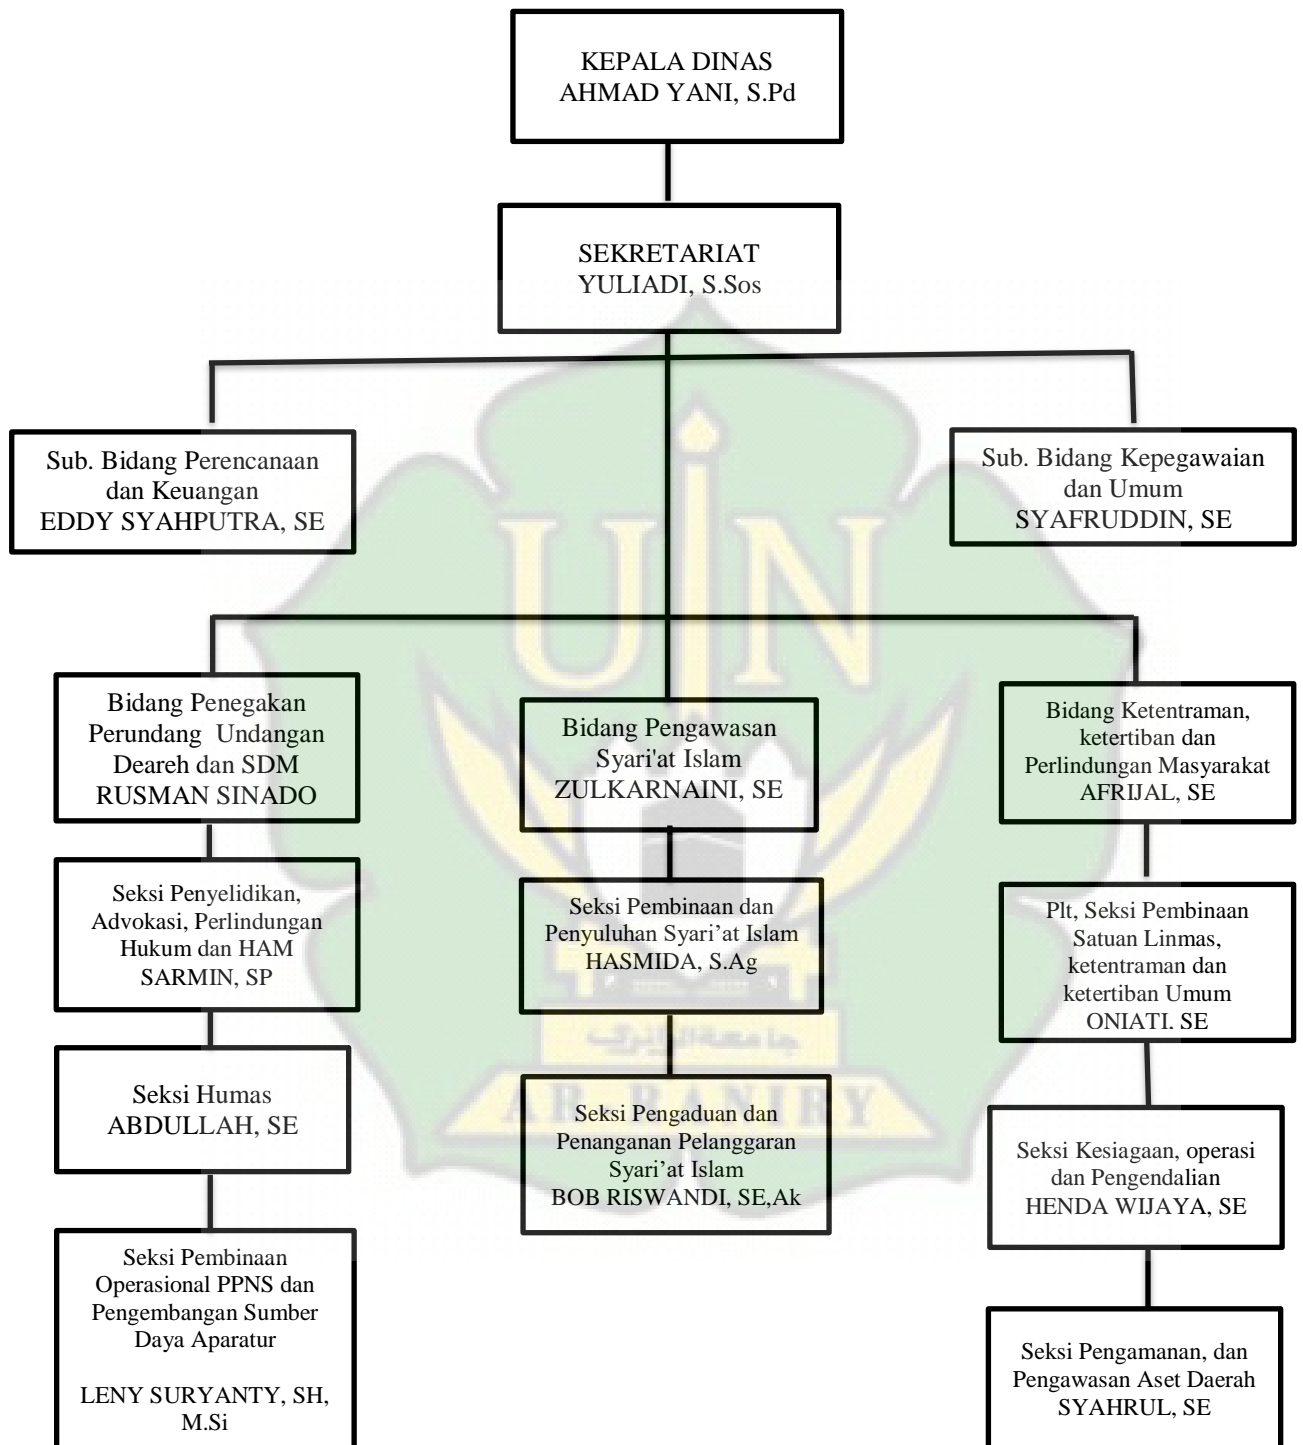 KEPALA DINAS
AHMAD YANI, S.Pd
SEKRETARIAT
YULIADI, S.Sos
Sub. Bidang Perencanaan
dan Keuangan
EDDY SYAHPUTRA, SE
Sub. Bidang Kepegawaian
dan Umum
SYAFRUDDIN, SE
UIN
Bidang Penegakan
Perundang Undangan
Deareh dan SDM
RUSMAN SINADO
Bidang Pengawasan
Syari'at Islam
ZULKARNAINI, SE
Bidang Ketentraman,
ketertiban dan
Perlindungan Masyarakat
AFRIJAL, SE
Seksi Penyelidikan,
Advokasi, Perlindungan
Hukum dan HAM
SARMIN, SP
Seksi Pembinaan dan
Penyuluhan Syari’at Islam
HASMIDA, S.Ag
Plt, Seksi Pembinaan
Satuan Linmas,
ketentraman dan
ketertiban Umum
ONIATI. SE
جامعة الرانري
AR-RANIRY
Seksi Humas
ABDULLAH, SE
Seksi Pengaduan dan
Penanganan Pelanggaran
Syari’at Islam
BOB RISWANDI, SE,Ak
Seksi Kesiagaan, operasi
dan Pengendalian
HENDA WIJAYA, SE
Seksi Pembinaan
Operasional PPNS dan
Pengembangan Sumber
Daya Aparatur
LENY SURYANTY, SH,
M.Si
Seksi Pengamanan, dan
Pengawasan Aset Daerah
SYAHRUL, SE